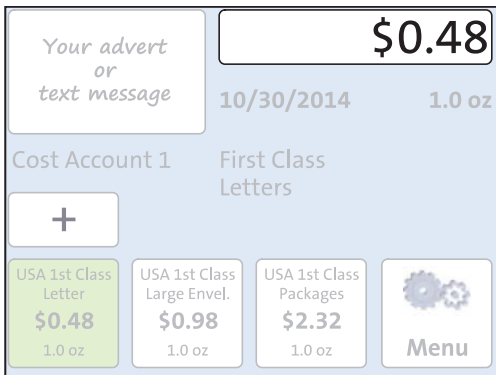 Your advert
or
text message
$0.48
10/30/2014 1.0 oz
Cost Account 1
First Class
Letters
+
USA 1st Class
Letter
$0.48
1.0 oz
USA 1st Class
Large Envel.
$0.98
1.0 oz
USA 1st Class
Packages
$2.32
1.0 oz
Menu